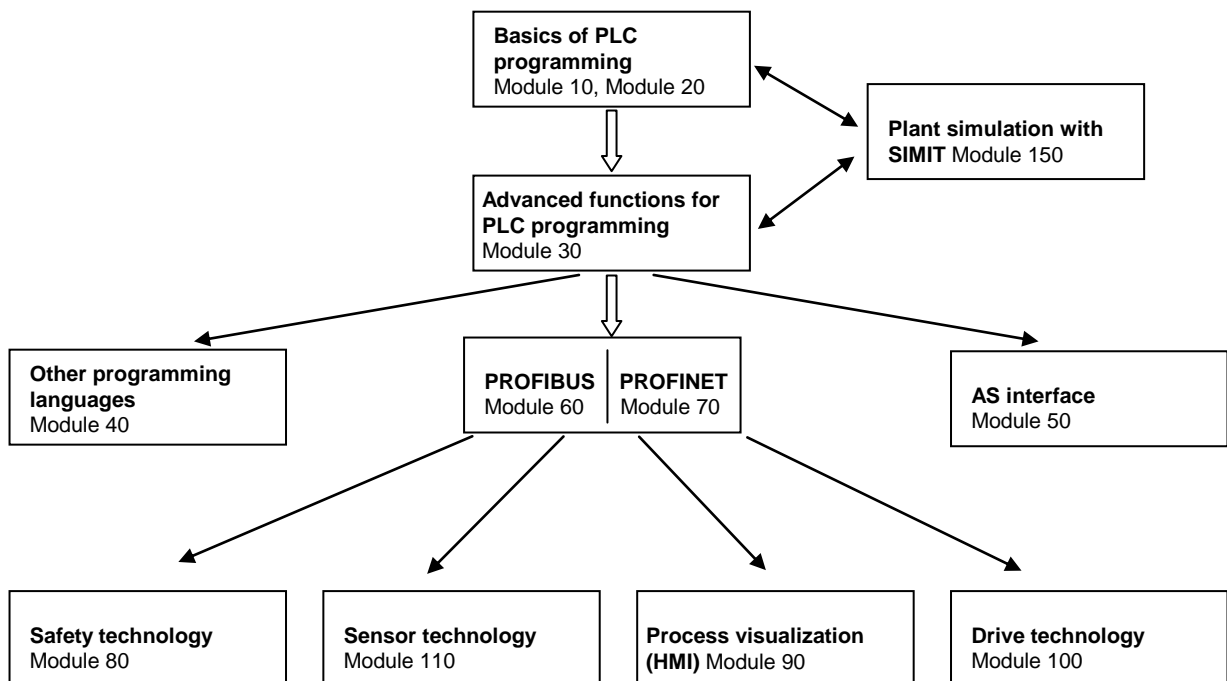 Basics of PLC
programming
Module 10, Module 20
Plant simulation with
SIMIT Module 150
Advanced functions for
PLC programming
Module 30
Other programming
languages
Module 40
PROFIBUS
Module 60
PROFINET
Module 70
AS interface
Module 50
Safety technology
Module 80
Sensor technology
Module 110
Process visualization
(HMI) Module 90
Drive technology
Module 100